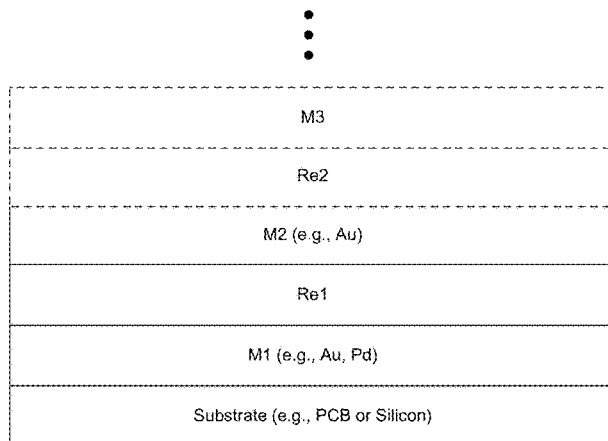 M3
Re2
M2 (e.g., Au)
Re1
M1 (e.g., Au, Pd)
Substrate (e.g., PCB or Silicon)